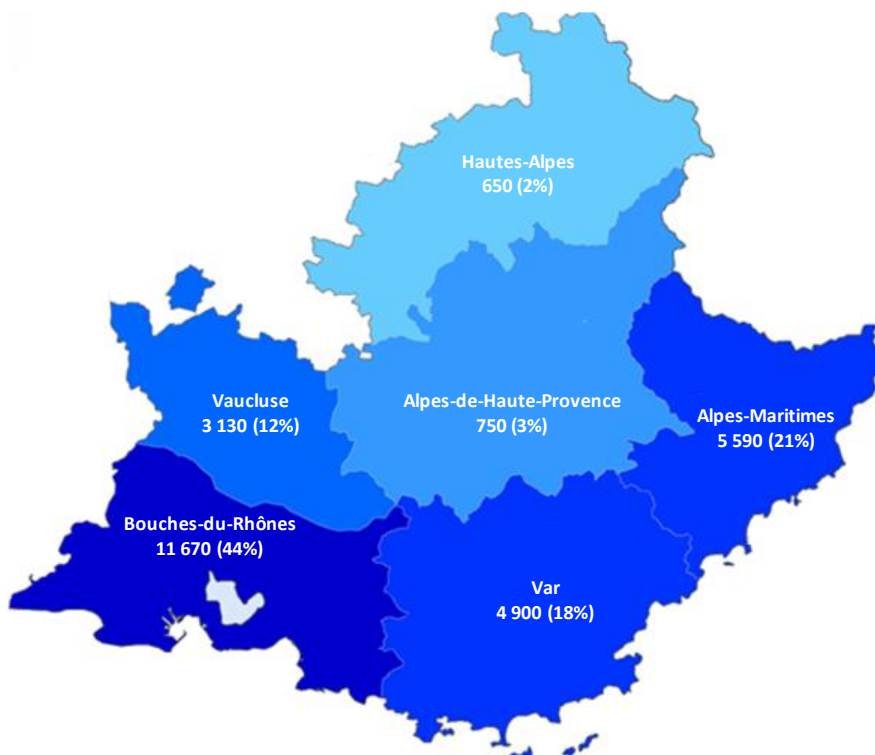 Hautes-Alpes
650 (2%)
Vaucluse
3 130 (12%)
Alpes-de-Haute-Provence
750 (3%)
Alpes-Maritimes
5 590 (21%)
Bouches-du-Rhônes
11 670 (44%)
Var
4 900 (18%)